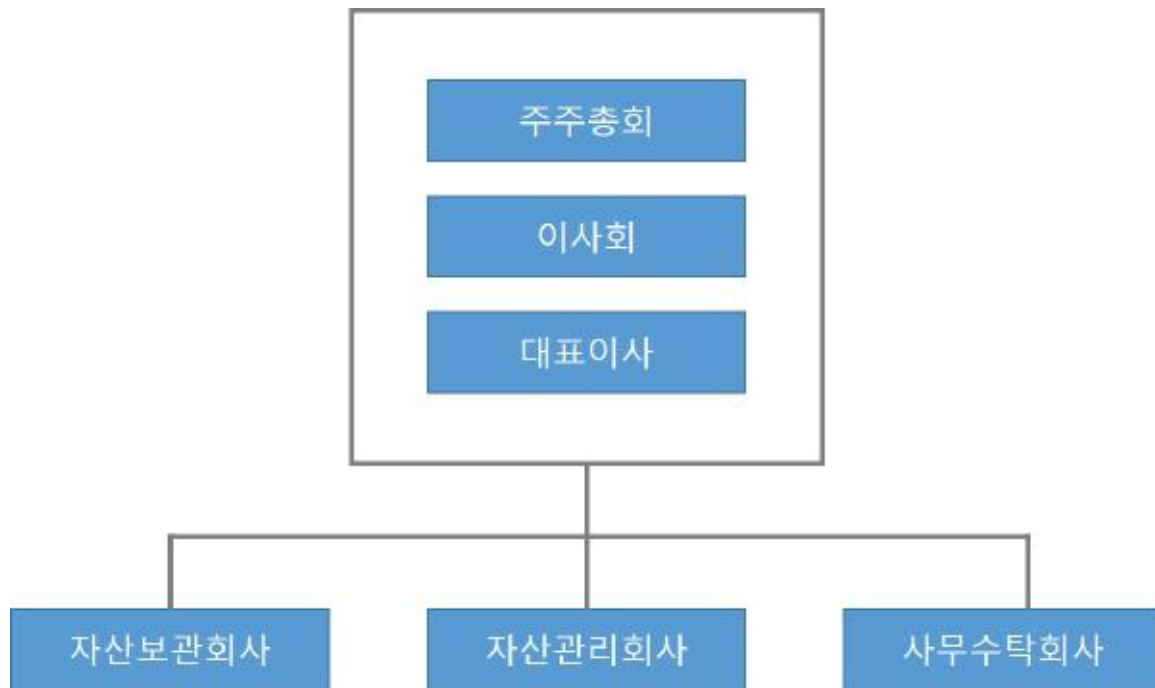 주주총회
이사회
대표이사
자산보관회사
자산관리회사
사무수탁회사